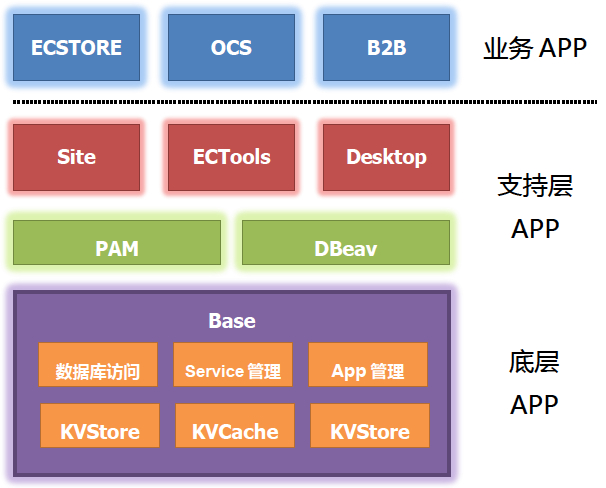 ECSTORE OCS B2B 业务 APP
Site ECTools Desktop 支持层
APP
PAM DBeav
Base
数据库访问 Service 管理 App 管理 底层
APP
KVStore KVCache KVStore